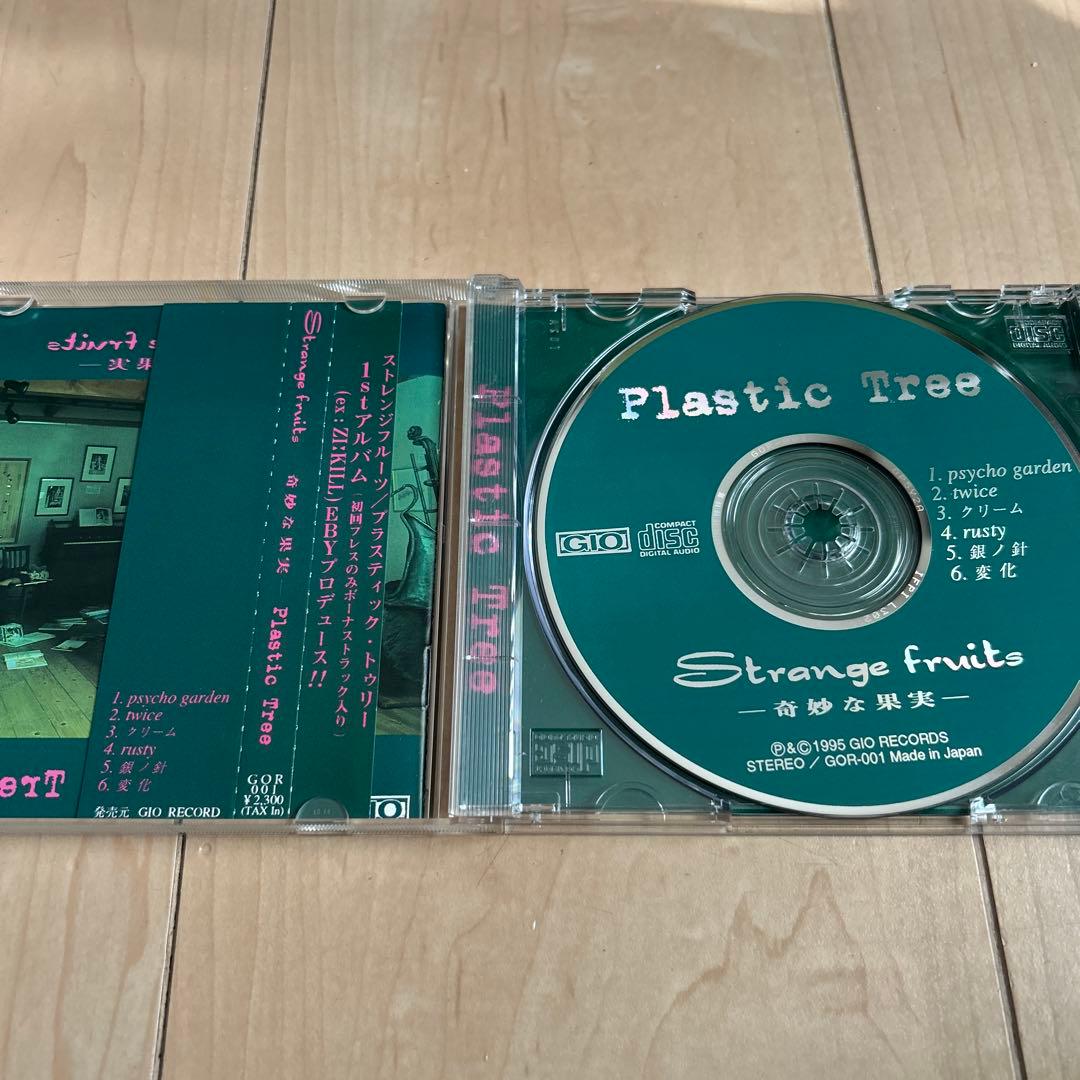 Strange fruits
奇妙な果実
Plastic Tree
GOR
001
¥2,300
(TAX In)
ストレンジフルーツ/プラスティック・トゥリー
1stアルバム(初回プレスのみボーナストラック入り)
(ex:ZI:KILL)EBYプロデュース!!
1. psycho garden
2. twice
3. クリーム
4. rusty
5. 銀ノ針
6. 変化
発売元 GIO RECORD
Plastic Tree
Plastic Tree
1. psycho garden
2. twice
3. クリーム
4. rusty
5. 銀ノ針
6. 変化
GIO
COMPACT
disc
DIGITAL AUDIO
Strange fruits
―奇妙な果実―
Ⓟ&©1995 GIO RECORDS
STEREO / GOR-001 Made in Japan
COMPACT
disc
DIGITAL AUDIO